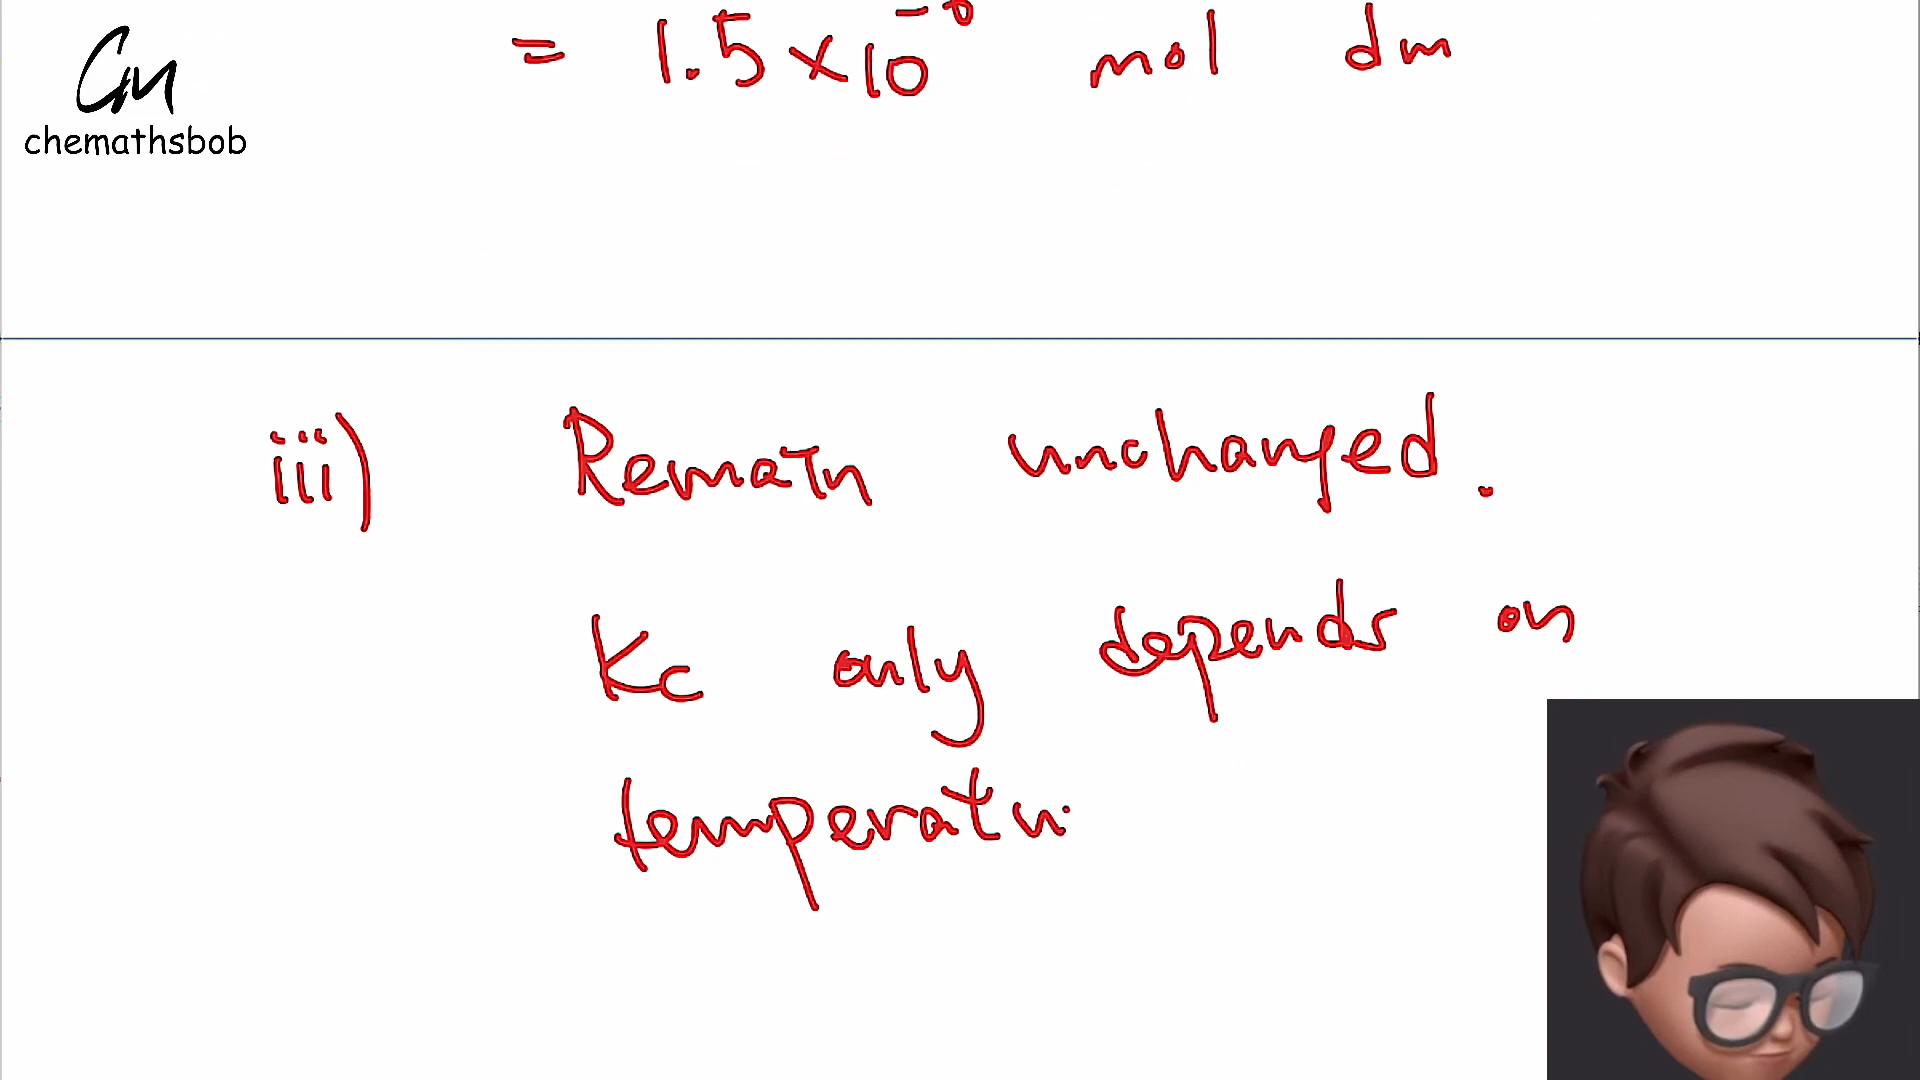 = 1.5×10 mol dm
CM
chemathsbob
iii) Remain unchanged.
Kc only depends on
temperatu